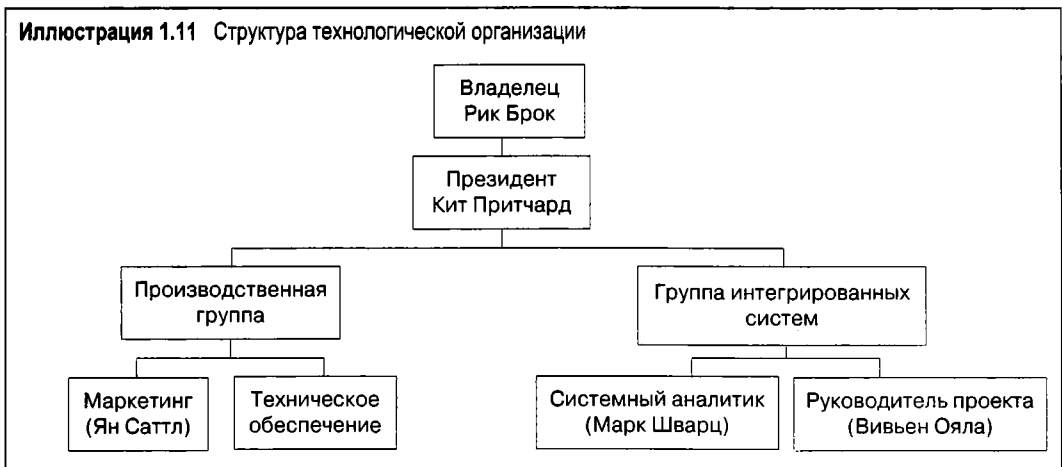 Иллюстрация 1.11 Структура технологической организации
Владелец
Рик Брок
Президент
Кит Притчард
Производственная
группа
Группа интегрированных
систем
Маркетинг
(Ян Саттл)
Техническое
обеспечение
Системный аналитик
(Марк Шварц)
Руководитель проекта
(Вивьен Ояла)